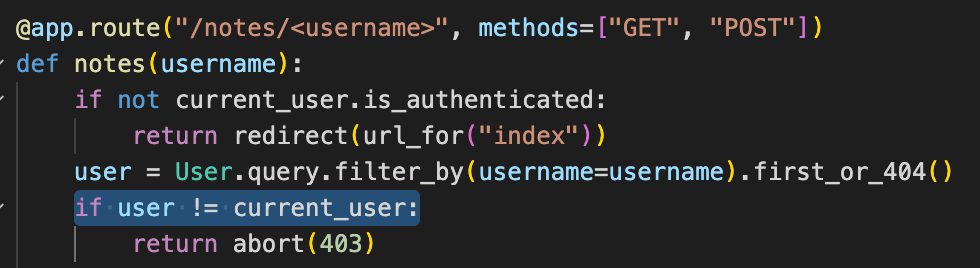 @app.route("/notes/<username>", methods=["GET", "POST"])
def notes(username):
    if not current_user.is_authenticated:
        return redirect(url_for("index"))
    user = User.query.filter_by(username=username).first_or_404()
    if user != current_user:
        return abort(403)